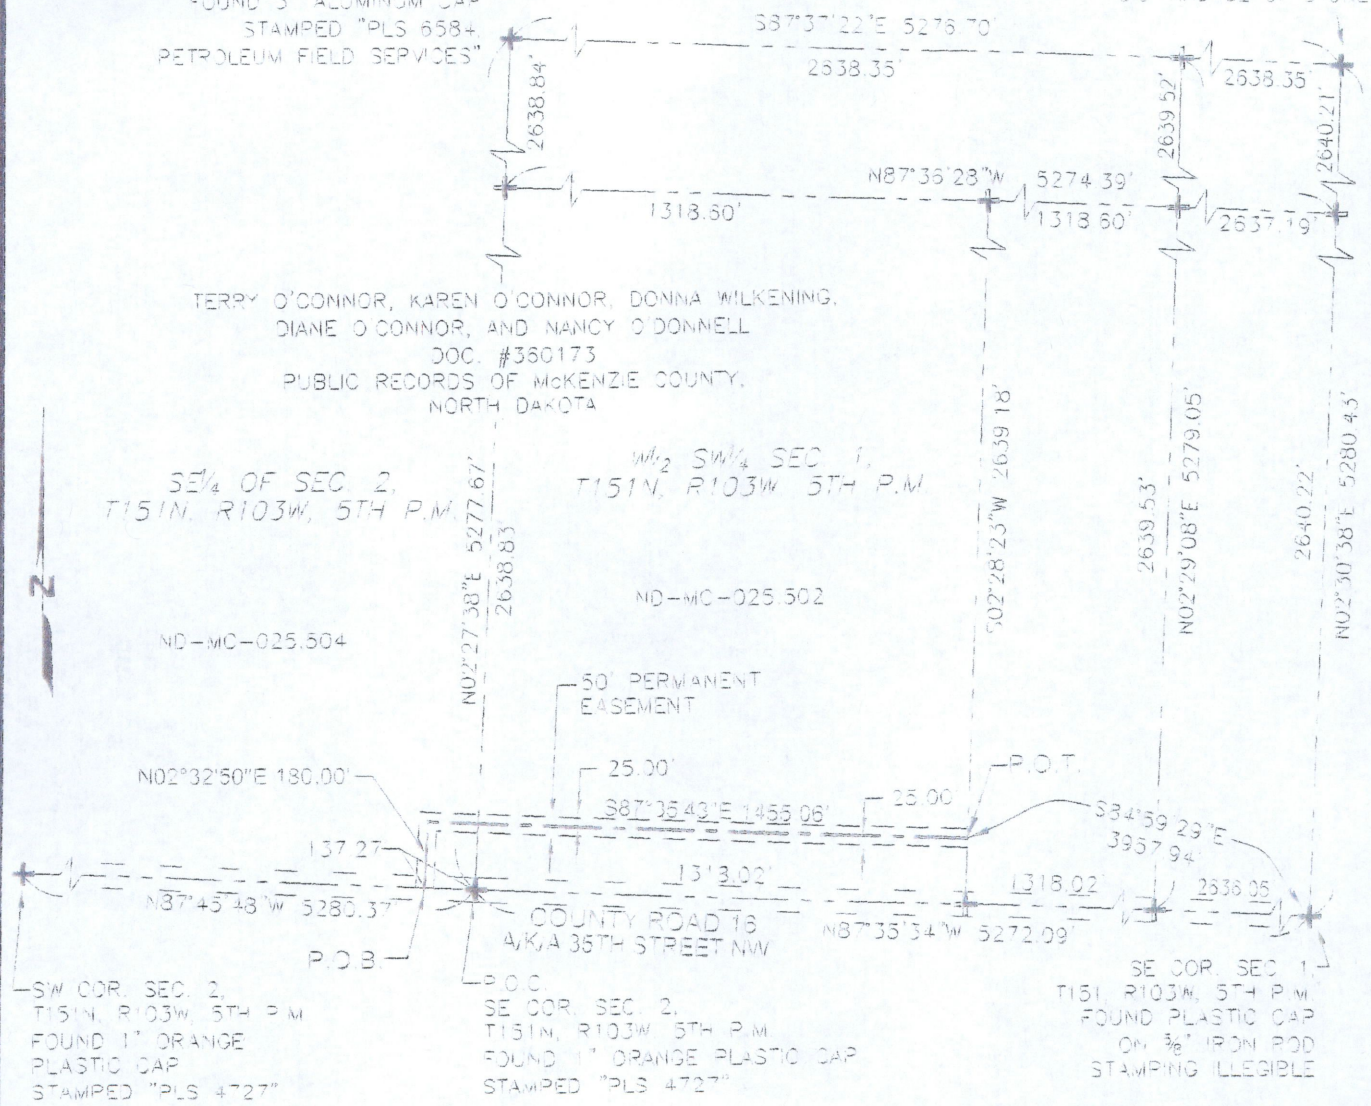 STAMPED "PLS 6584,
PETROLEUM FIELD SERVICES"
S87°37'22"E 5276.70'
2638.35'
2638.35'
2638.84'
2639.52'
2640.21'
N87°36'28"W 5274.39'
1318.60'
1318.60'
2637.19'
TERRY O'CONNOR, KAREN O'CONNOR, DONNA WILKENING,
DIANE O'CONNOR, AND NANCY O'DONNELL
DOC. #360173
PUBLIC RECORDS OF McKENZIE COUNTY,
NORTH DAKOTA
SE¼ OF SEC. 2,
T151N, R103W, 5TH P.M.
W½ SW¼ SEC. 1,
T151N, R103W, 5TH P.M.
N02°27'38"E 5277.67'
2638.83'
S02°28'23"W 2639.18'
2639.53'
N02°29'08"E 5279.05'
2640.22'
N02°30'38"E 5280.43'
ND-MC-025.502
ND-MC-025.504
50' PERMANENT
EASEMENT
N02°32'50"E 180.00'
25.00'
P.O.T.
S87°35'43"E 1455.06'
25.00'
S84°59'29"E
3967.94'
137.27'
1318.02'
1318.02'
2636.05'
N87°45'48"W 5280.37'
COUNTY ROAD 16
A/K/A 35TH STREET NW
N87°35'34"W 5272.09'
P.O.B.
SW COR. SEC. 2,
T151N, R103W, 5TH P.M.
FOUND 1" ORANGE
PLASTIC CAP
STAMPED "PLS 4727"
P.O.C.
SE COR. SEC. 2,
T151N, R103W, 5TH P.M.
FOUND 1" ORANGE PLASTIC CAP
STAMPED "PLS 4727"
SE COR. SEC. 1,
T151, R103W, 5TH P.M.
FOUND PLASTIC CAP
ON ⅝" IRON ROD
STAMPING ILLEGIBLE